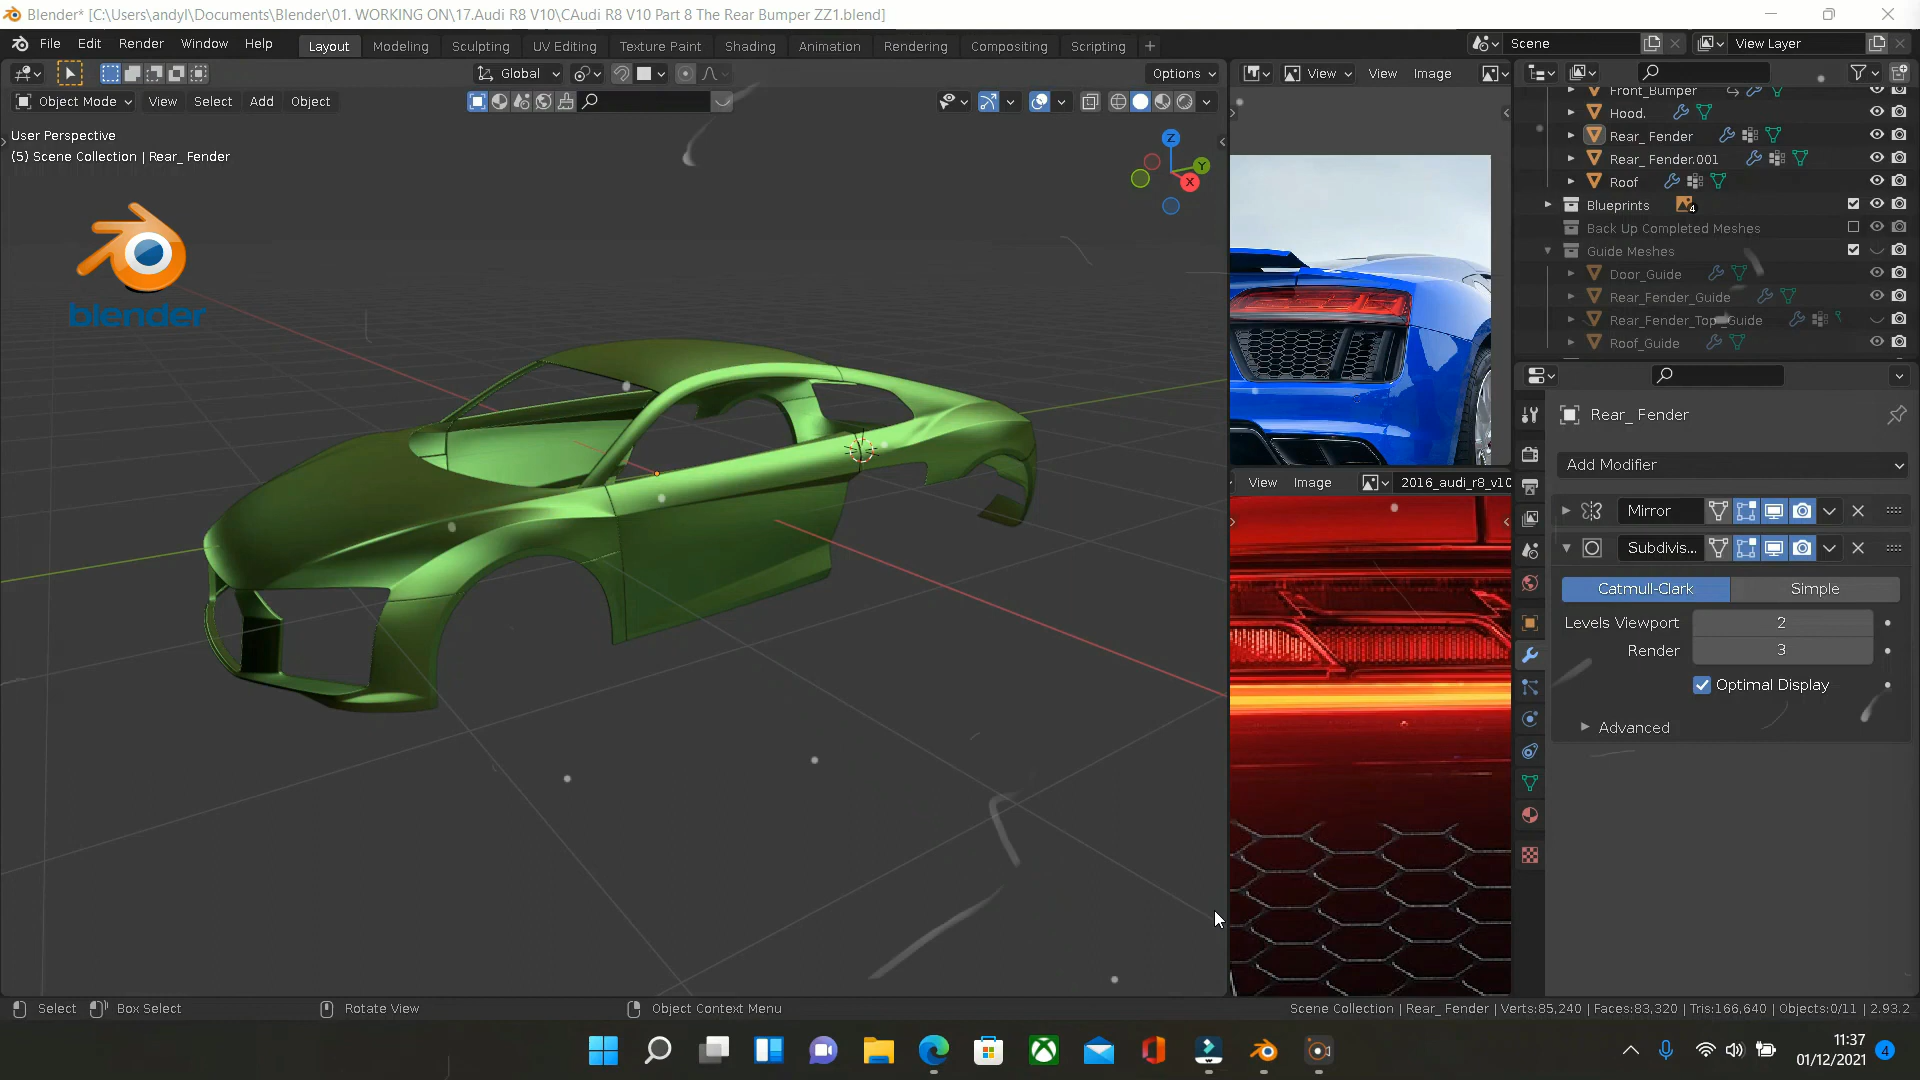 Blender* [C:\Users\andyl\Documents\Blender\01. WORKING ON\17.Audi R8 V10\CAudi R8 V10 Part 8 The Rear Bumper ZZ1.blend]
File Edit Render Window Help Layout Modeling Sculpting UV Editing Texture Paint Shading Animation Rendering Compositing Scripting + Scene View Layer
Global Options View View Image
Object Mode View Select Add Object
User Perspective
(5) Scene Collection | Rear_ Fender
Z
Y
X
blender
Front_Bumper
Hood.
Rear_ Fender
Rear_ Fender.001
Roof
Blueprints 4
Back Up Completed Meshes
Guide Meshes
Door_Guide
Rear_Fender_Guide
Rear_Fender_Top_Guide
Roof_Guide
View Image 2016_audi_r8_v10
Rear_ Fender
Add Modifier
Mirror
Subdivis...
Catmull-Clark Simple
Levels Viewport 2
Render 3
Optimal Display
Advanced
Select Box Select Rotate View Object Context Menu Scene Collection | Rear_ Fender | Verts:85,240 | Faces:83,320 | Tris:166,640 | Objects:0/11 | 2.93.2
11:37
01/12/2021 4